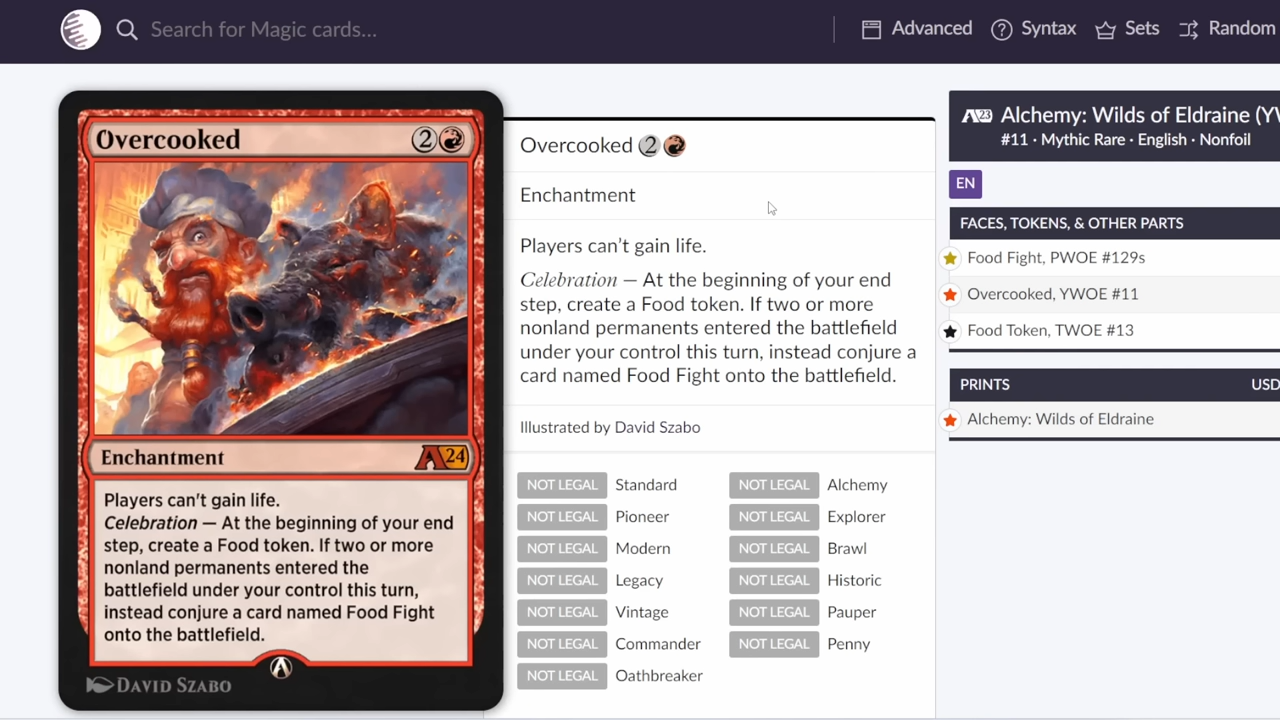 Search for Magic cards...
Advanced
Syntax
Sets
Random
Overcooked 2
Enchantment
A24
Players can't gain life.
Celebration — At the beginning of your end
step, create a Food token. If two or more
nonland permanents entered the
battlefield under your control this turn,
instead conjure a card named Food Fight
onto the battlefield.
DAVID SZABO
Overcooked 2
Enchantment
Players can’t gain life.
Celebration — At the beginning of your end
step, create a Food token. If two or more
nonland permanents entered the battlefield
under your control this turn, instead conjure a
card named Food Fight onto the battlefield.
Illustrated by David Szabo
NOT LEGAL Standard NOT LEGAL Alchemy
NOT LEGAL Pioneer NOT LEGAL Explorer
NOT LEGAL Modern NOT LEGAL Brawl
NOT LEGAL Legacy NOT LEGAL Historic
NOT LEGAL Vintage NOT LEGAL Pauper
NOT LEGAL Commander NOT LEGAL Penny
NOT LEGAL Oathbreaker
A23 Alchemy: Wilds of Eldraine (YW
#11 · Mythic Rare · English · Nonfoil
EN
FACES, TOKENS, & OTHER PARTS
Food Fight, PWOE #129s
Overcooked, YWOE #11
Food Token, TWOE #13
PRINTS USD
Alchemy: Wilds of Eldraine